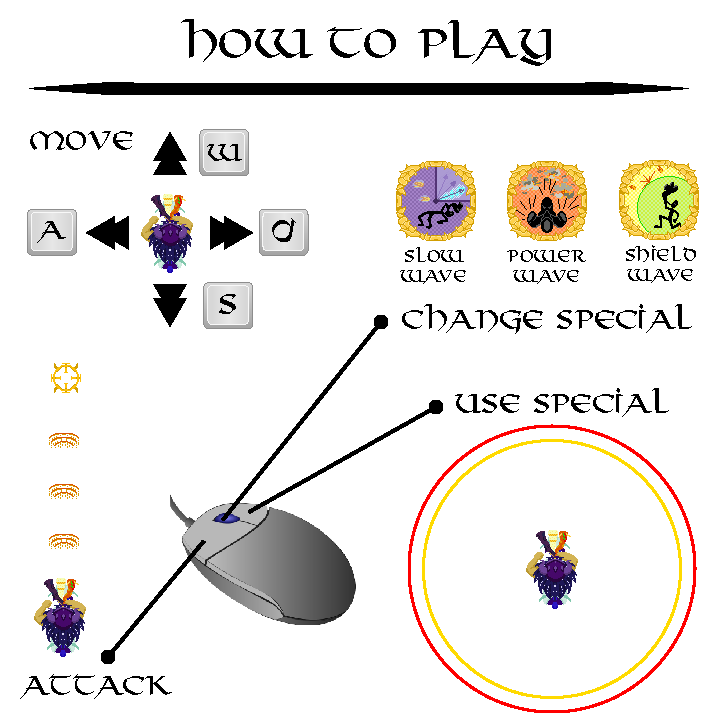 HOW TO PLAY
MOVE
W
A
D
S
SLOW
WAVE
POWER
WAVE
SHIELD
WAVE
CHANGE SPECIAL
USE SPECIAL
ATTACK